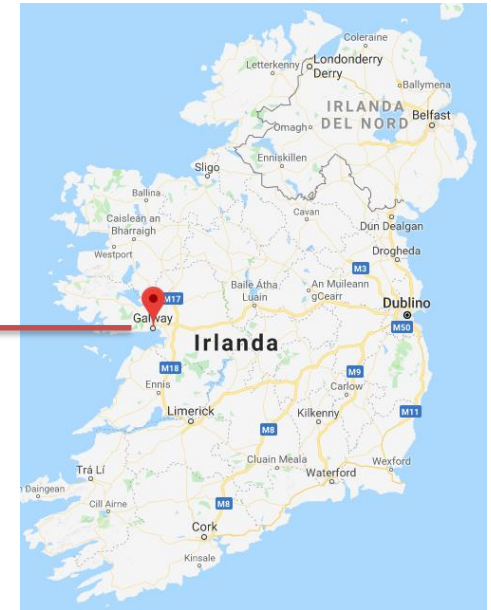 Coleraine
Letterkenny
Londonderry
Derry
Ballymena
IRLANDA
DEL NORD
Belfast
Omagh
Enniskillen
Sligo
Ballina
Cavan
Dun Dealgan
Caislean an
Bharraigh
Westport
Drogheda
M3
M17
Baile Átha
Luain
An Muileann
gCearr
Dublino
Galway
M50
Irlanda
M18
M9
Ennis
Carlow
Limerick
Kilkenny
M11
M8
Cluain Meala
Wexford
Trá Lí
Waterford
n Daingean
Cill Airne
M8
Cork
Kinsale